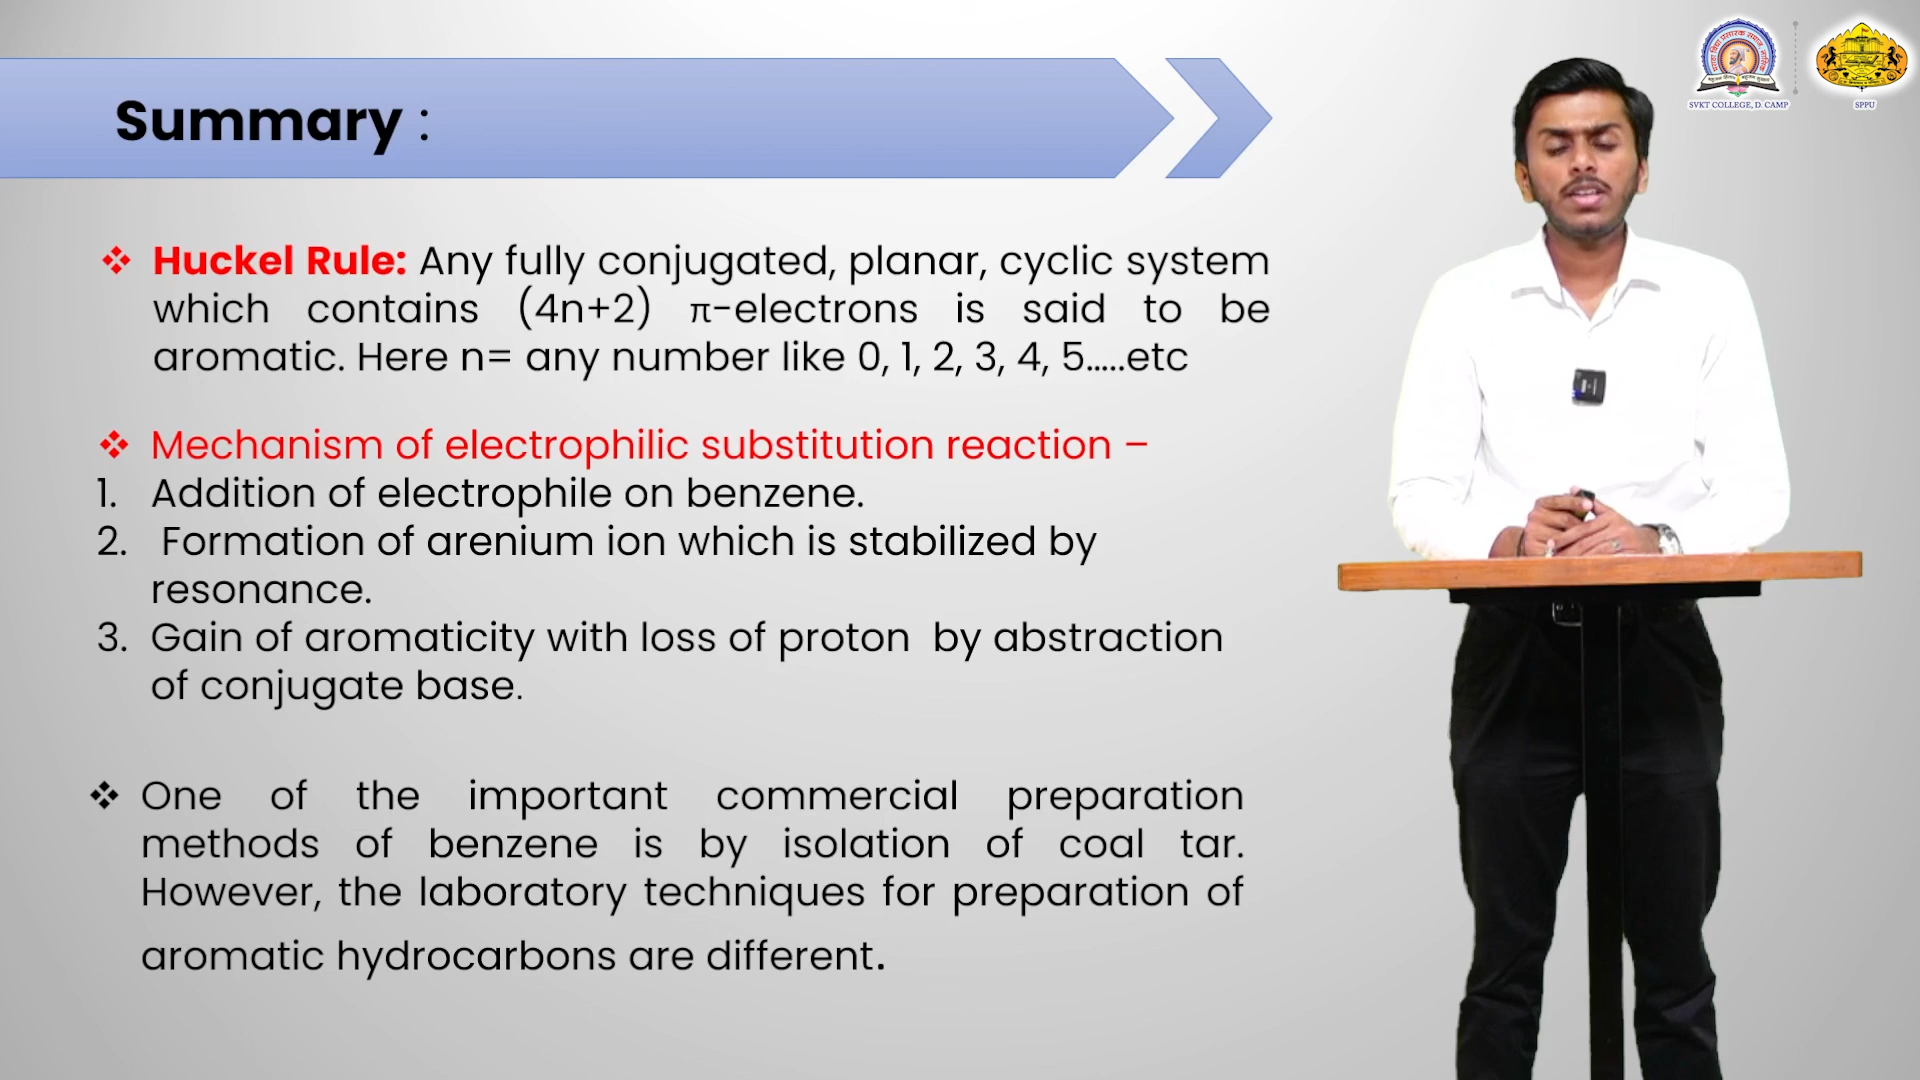 Summary :
❖ Huckel Rule: Any fully conjugated, planar, cyclic system
which contains (4n+2) π-electrons is said to be
aromatic. Here n= any number like 0, 1, 2, 3, 4, 5.....etc
❖ Mechanism of electrophilic substitution reaction –
1. Addition of electrophile on benzene.
2. Formation of arenium ion which is stabilized by
resonance.
3. Gain of aromaticity with loss of proton by abstraction
of conjugate base.
❖ One of the important commercial preparation
methods of benzene is by isolation of coal tar.
However, the laboratory techniques for preparation of
aromatic hydrocarbons are different.
SVKT COLLEGE, D. CAMP
SPPU